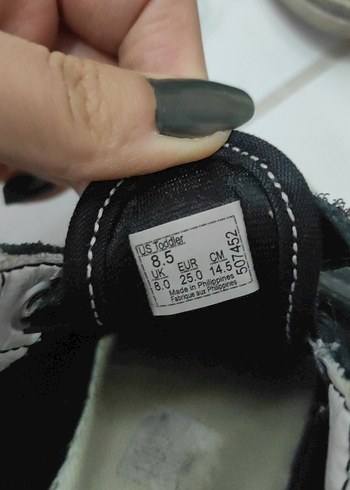 US Toddler
8.5
UK EUR CM
8.0 25.0 14.5
Made in Philippines
Fabrique aux Philippines
507452